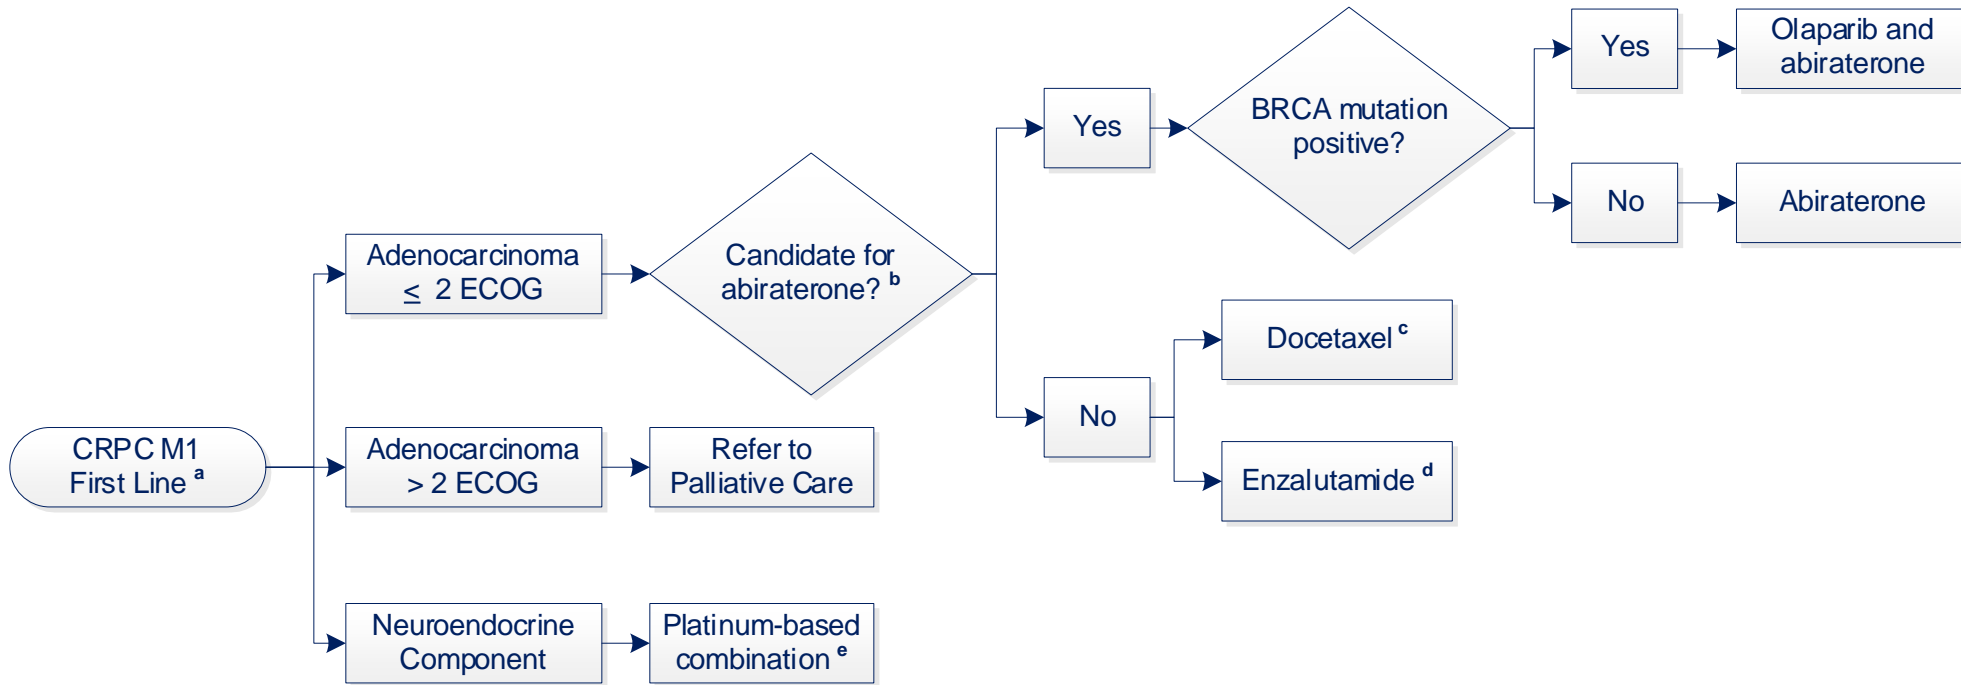 CRPC M1
First Line a
Adenocarcinoma
≤ 2 ECOG
Candidate for
abiraterone? b
Yes
BRCA mutation
positive?
Yes
Olaparib and
abiraterone
No
Abiraterone
No
Docetaxel c
Enzalutamide d
Adenocarcinoma
> 2 ECOG
Refer to
Palliative Care
Neuroendocrine
Component
Platinum-based
combination e